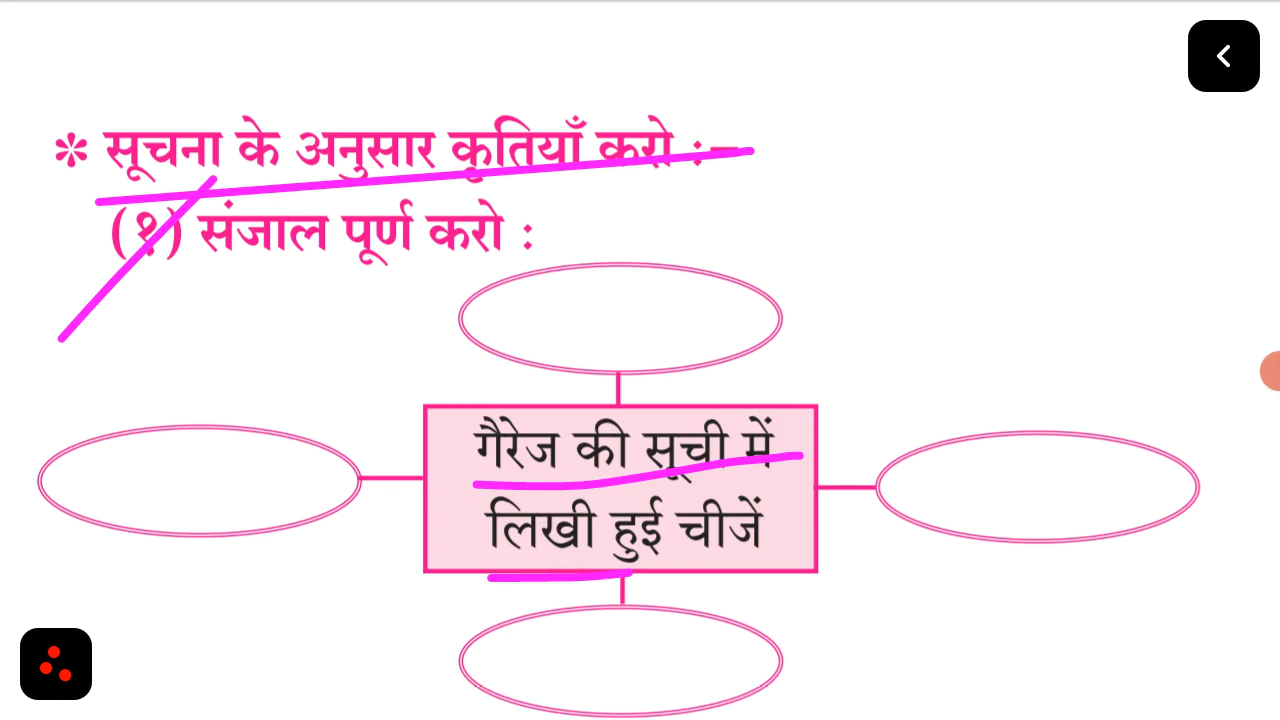 * सूचना के अनुसार कृतियाँ करो :–
(१) संजाल पूर्ण करो :
गैरेज की सूची में
लिखी हुई चीजें